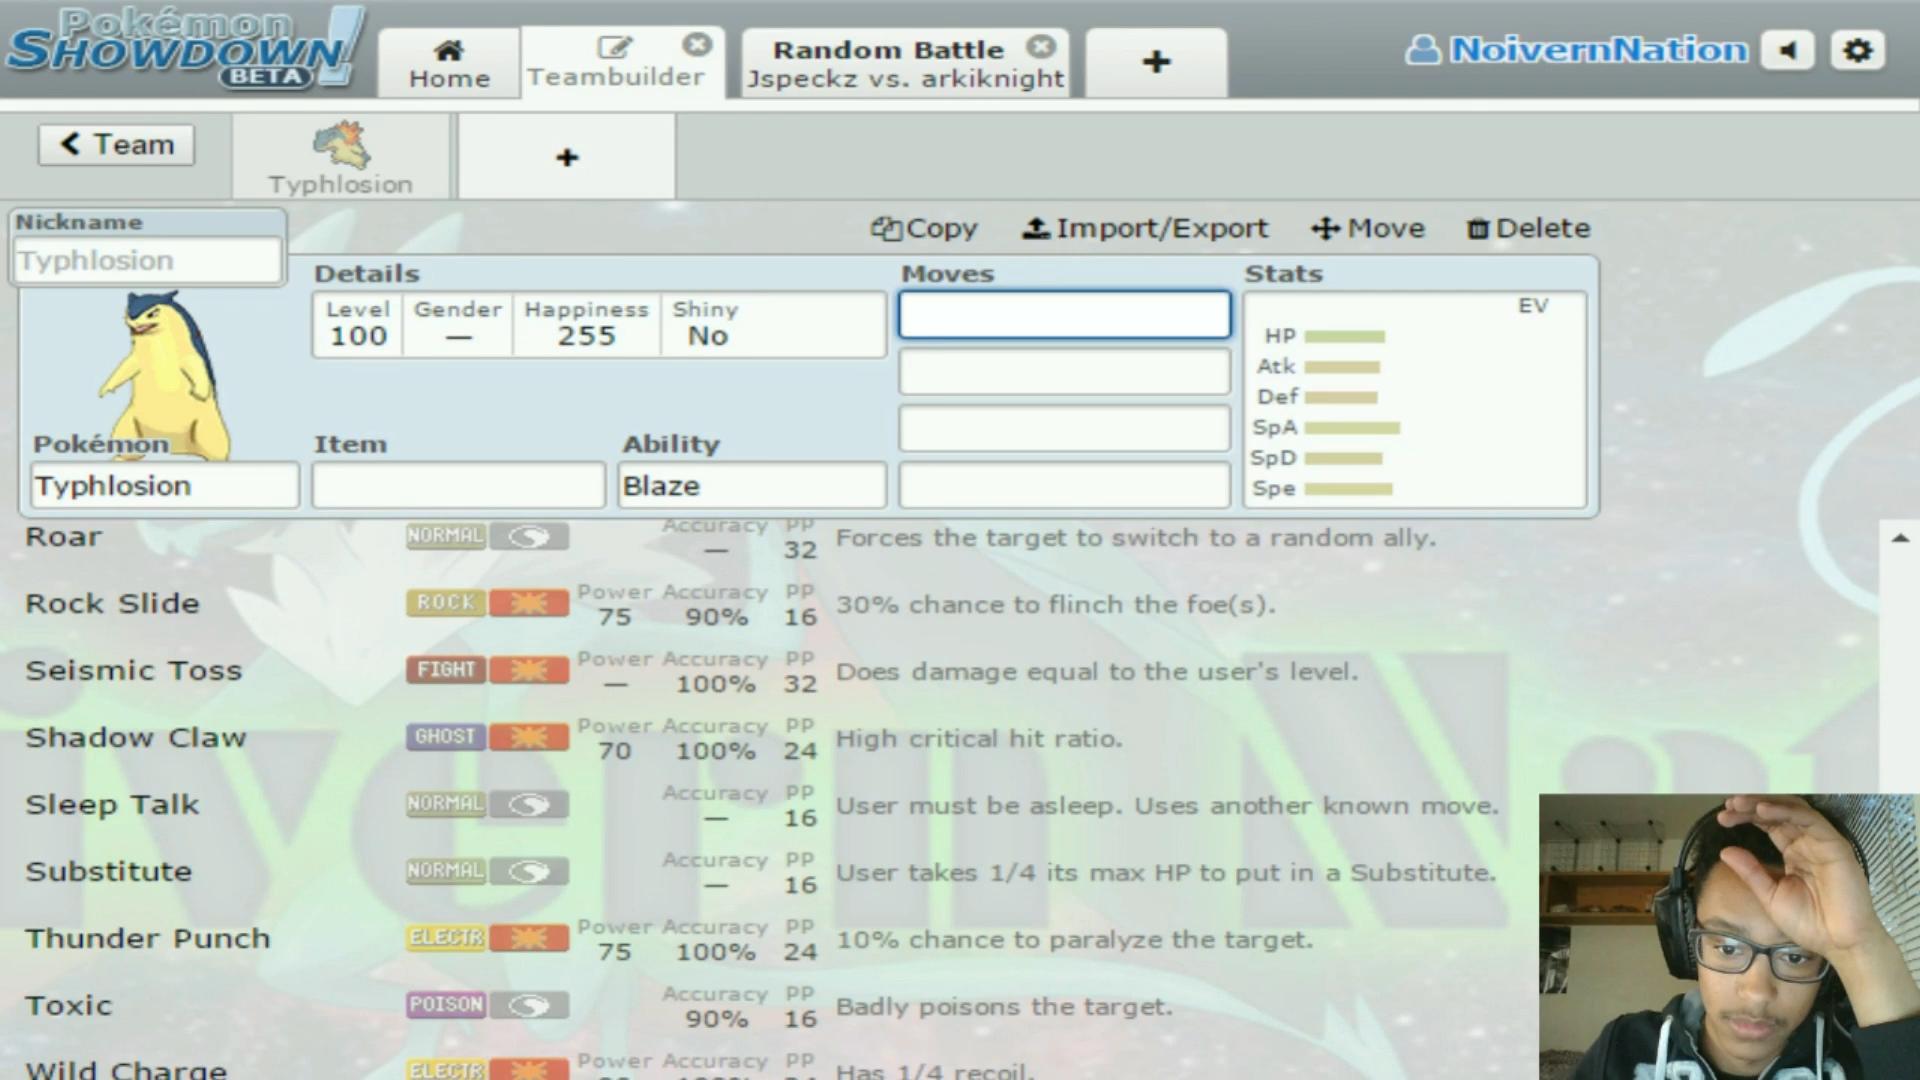 Pokémon
SHOWDOWN!
BETA
Home
Teambuilder
Random Battle
Jspeckz vs. arkiknight
+
NoivernNation
Team
Typhlosion
+
Nickname
Typhlosion
Copy
Import/Export
Move
Delete
Details
Moves
Stats
Level
Gender
Happiness
Shiny
100
—
255
No
EV
HP
Atk
Def
SpA
SpD
Spe
Pokémon
Item
Ability
Typhlosion
Blaze
Roar NORMAL Accuracy — PP 32 Forces the target to switch to a random ally.
Rock Slide ROCK Power 75 Accuracy 90% PP 16 30% chance to flinch the foe(s).
Seismic Toss FIGHT Power — Accuracy 100% PP 32 Does damage equal to the user's level.
Shadow Claw GHOST Power 70 Accuracy 100% PP 24 High critical hit ratio.
Sleep Talk NORMAL Accuracy — PP 16 User must be asleep. Uses another known move.
Substitute NORMAL Accuracy — PP 16 User takes 1/4 its max HP to put in a Substitute.
Thunder Punch ELECTR Power 75 Accuracy 100% PP 24 10% chance to paralyze the target.
Toxic POISON Accuracy 90% PP 16 Badly poisons the target.
Wild Charge ELECTR Power Accuracy PP Has 1/4 recoil.